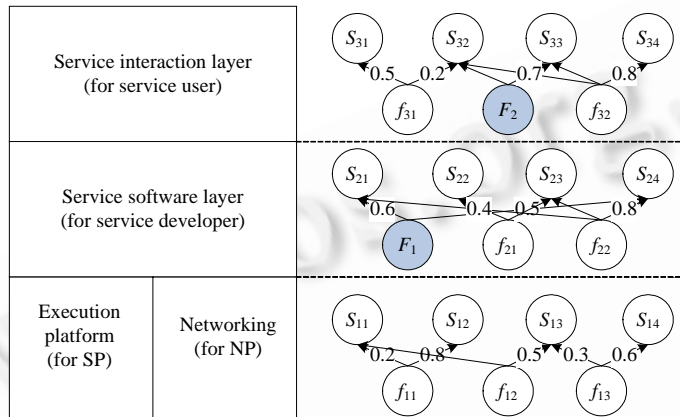 S31 S32 S33 S34
Service interaction layer
(for service user)
0.5 0.2 0.7 0.8
f31 F2 f32
S21 S22 S23 S24
Service software layer
(for service developer)
0.6 0.4 0.5 0.8
F1 f21 f22
Execution
platform
(for SP)
Networking
(for NP)
S11 S12 S13 S14
0.2 0.8 0.5 0.3 0.6
f11 f12 f13